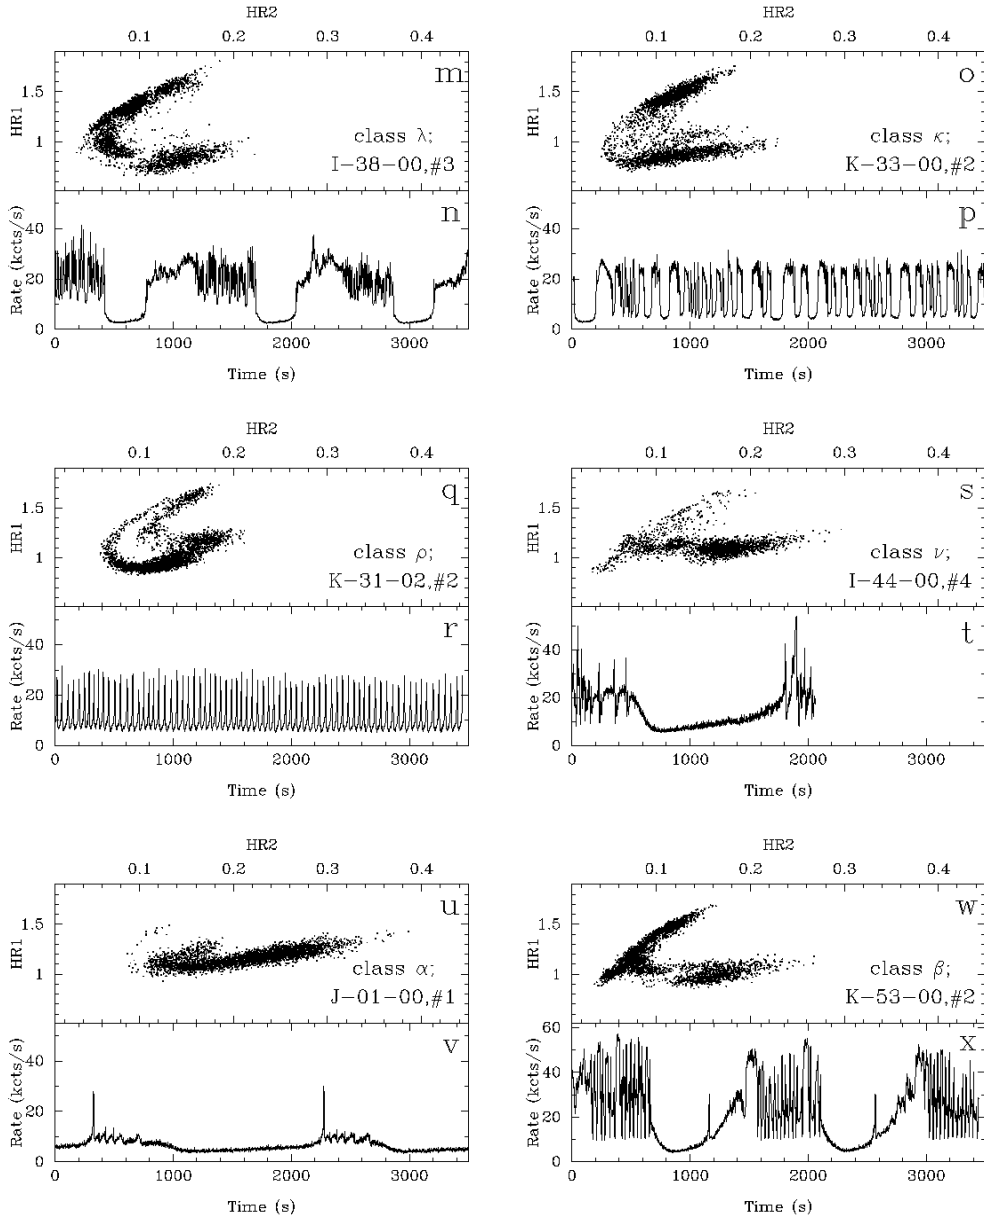 HR2 HR2
0.1 0.2 0.3 0.4 0.1 0.2 0.3 0.4
m o
1.5 1.5
HR1 HR1
class λ; class κ;
1 1
I-38-00,#3 K-33-00,#2
n p
Rate (kcts/s) Rate (kcts/s)
40 40
20 20
0 0
0 1000 2000 3000 0 1000 2000 3000
Time (s) Time (s)
HR2 HR2
0.1 0.2 0.3 0.4 0.1 0.2 0.3 0.4
q s
1.5 1.5
HR1 HR1
class ρ; class ν;
1 1
K-31-02,#2 I-44-00,#4
r t
Rate (kcts/s) Rate (kcts/s)
40 40
20 20
0 0
0 1000 2000 3000 0 1000 2000 3000
Time (s) Time (s)
HR2 HR2
0.1 0.2 0.3 0.4 0.1 0.2 0.3 0.4
u w
1.5 1.5
HR1 HR1
class α; class β;
1 1
J-01-00,#1 K-53-00,#2
v x
Rate (kcts/s) Rate (kcts/s)
60
40 40
20 20
0 0
0 1000 2000 3000 0 1000 2000 3000
Time (s) Time (s)